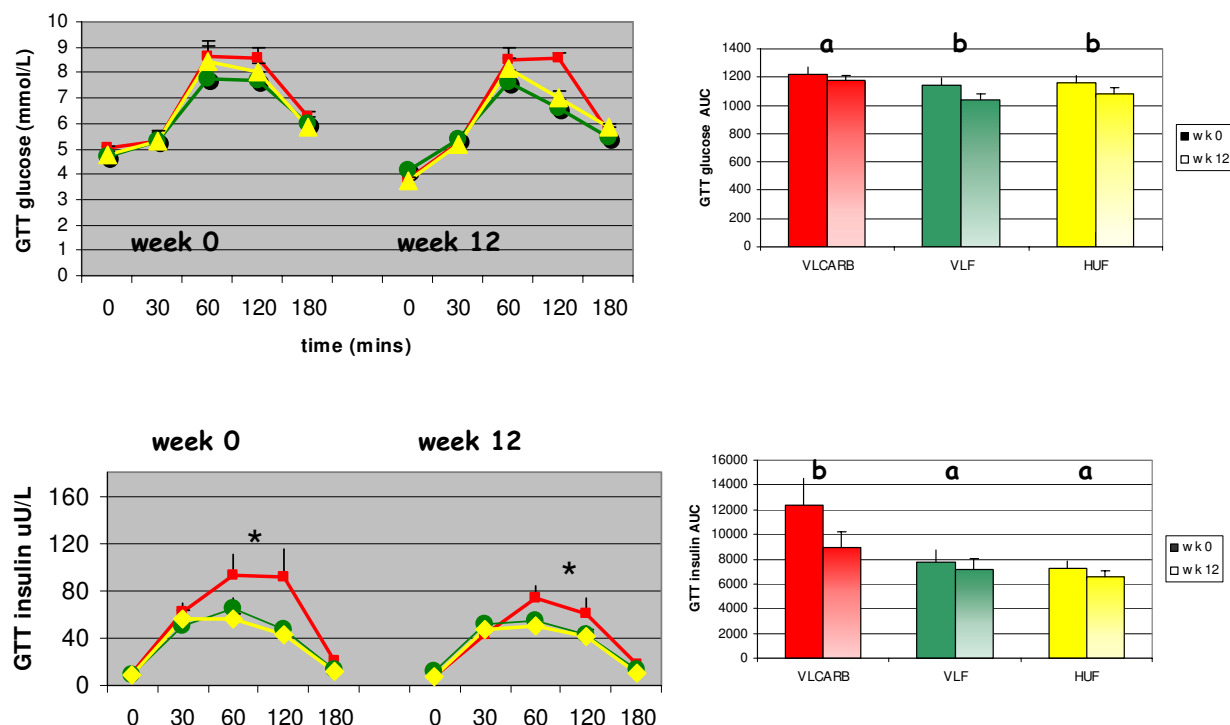 10
9
8
7
6
5
4
3
2
1
0
GTT glucose (mmol/L)
week 0
week 12
0 30 60 120 180 0 30 60 120 180
time (mins)
1400
1200
1000
800
600
400
200
0
GTT glucose AUC
a b b
VLCARB VLF HUF
wk 0
wk 12
week 0 week 12
160
120
80
40
0
GTT insulin uU/L
* *
0 30 60 120 180 0 30 60 120 180
16000
14000
12000
10000
8000
6000
4000
2000
0
GTT insulin AUC
b a a
VLCARB VLF HUF
wk 0
wk 12